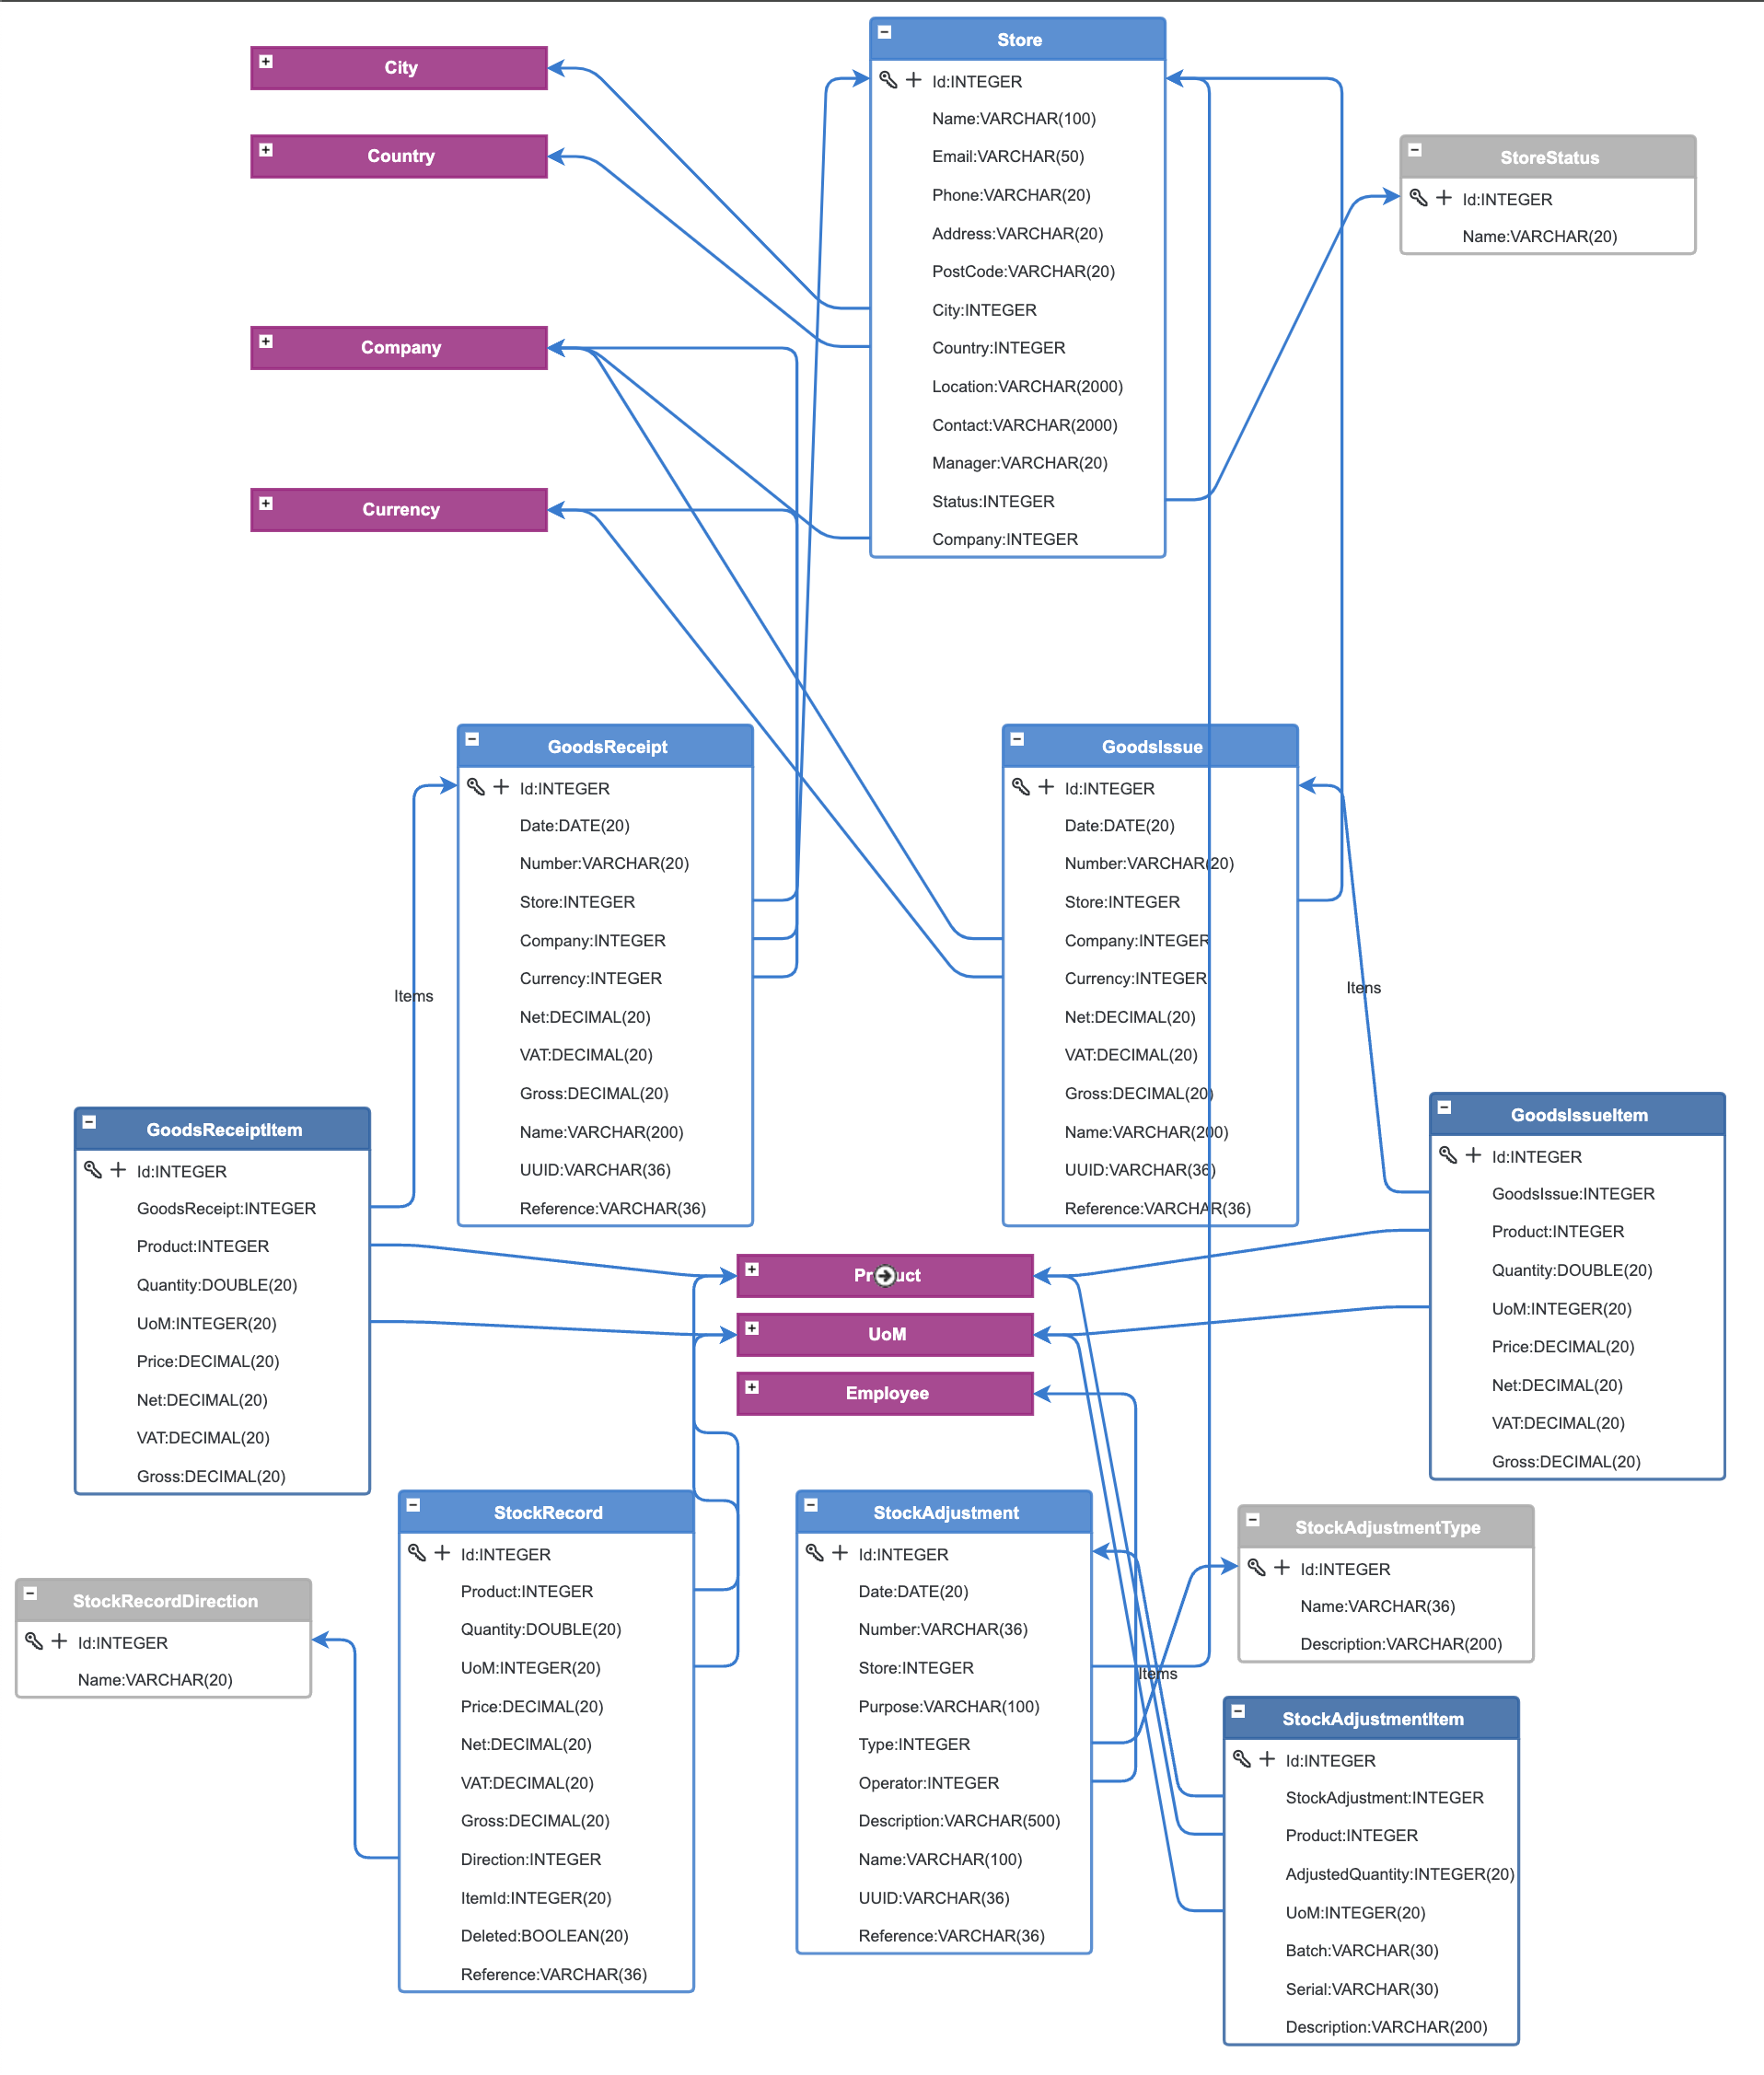 Store
Id:INTEGER
Name:VARCHAR(100)
Email:VARCHAR(50)
Phone:VARCHAR(20)
Address:VARCHAR(20)
PostCode:VARCHAR(20)
City:INTEGER
Country:INTEGER
Location:VARCHAR(2000)
Contact:VARCHAR(2000)
Manager:VARCHAR(20)
Status:INTEGER
Company:INTEGER
City
Country
Company
Currency
StoreStatus
Id:INTEGER
Name:VARCHAR(20)
GoodsReceipt
Id:INTEGER
Date:DATE(20)
Number:VARCHAR(20)
Store:INTEGER
Company:INTEGER
Currency:INTEGER
Net:DECIMAL(20)
VAT:DECIMAL(20)
Gross:DECIMAL(20)
Name:VARCHAR(200)
UUID:VARCHAR(36)
Reference:VARCHAR(36)
GoodsIssue
Id:INTEGER
Date:DATE(20)
Number:VARCHAR(20)
Store:INTEGER
Company:INTEGER
Currency:INTEGER
Net:DECIMAL(20)
VAT:DECIMAL(20)
Gross:DECIMAL(20)
Name:VARCHAR(200)
UUID:VARCHAR(36)
Reference:VARCHAR(36)
Items
Itens
GoodsReceiptItem
Id:INTEGER
GoodsReceipt:INTEGER
Product:INTEGER
Quantity:DOUBLE(20)
UoM:INTEGER(20)
Price:DECIMAL(20)
Net:DECIMAL(20)
VAT:DECIMAL(20)
Gross:DECIMAL(20)
GoodsIssueItem
Id:INTEGER
GoodsIssue:INTEGER
Product:INTEGER
Quantity:DOUBLE(20)
UoM:INTEGER(20)
Price:DECIMAL(20)
Net:DECIMAL(20)
VAT:DECIMAL(20)
Gross:DECIMAL(20)
Product
UoM
Employee
StockRecord
Id:INTEGER
Product:INTEGER
Quantity:DOUBLE(20)
UoM:INTEGER(20)
Price:DECIMAL(20)
Net:DECIMAL(20)
VAT:DECIMAL(20)
Gross:DECIMAL(20)
Direction:INTEGER
ItemId:INTEGER(20)
Deleted:BOOLEAN(20)
Reference:VARCHAR(36)
StockAdjustment
Id:INTEGER
Date:DATE(20)
Number:VARCHAR(36)
Store:INTEGER
Purpose:VARCHAR(100)
Type:INTEGER
Operator:INTEGER
Description:VARCHAR(500)
Name:VARCHAR(100)
UUID:VARCHAR(36)
Reference:VARCHAR(36)
StockAdjustmentType
Id:INTEGER
Name:VARCHAR(36)
Description:VARCHAR(200)
StockRecordDirection
Id:INTEGER
Name:VARCHAR(20)
Items
StockAdjustmentItem
Id:INTEGER
StockAdjustment:INTEGER
Product:INTEGER
AdjustedQuantity:INTEGER(20)
UoM:INTEGER(20)
Batch:VARCHAR(30)
Serial:VARCHAR(30)
Description:VARCHAR(200)